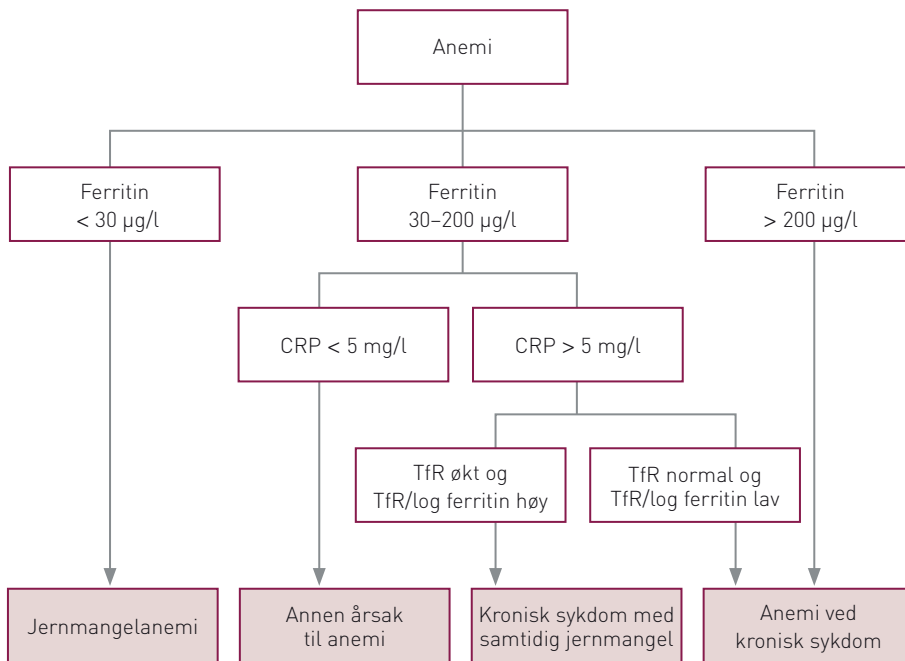 Anemi
Ferritin
< 30 µg/l
Ferritin
30–200 µg/l
Ferritin
> 200 µg/l
CRP < 5 mg/l
CRP > 5 mg/l
TfR økt og
TfR/log ferritin høy
TfR normal og
TfR/log ferritin lav
Jernmangelanemi
Annen årsak
til anemi
Kronisk sykdom med
samtidig jernmangel
Anemi ved
kronisk sykdom